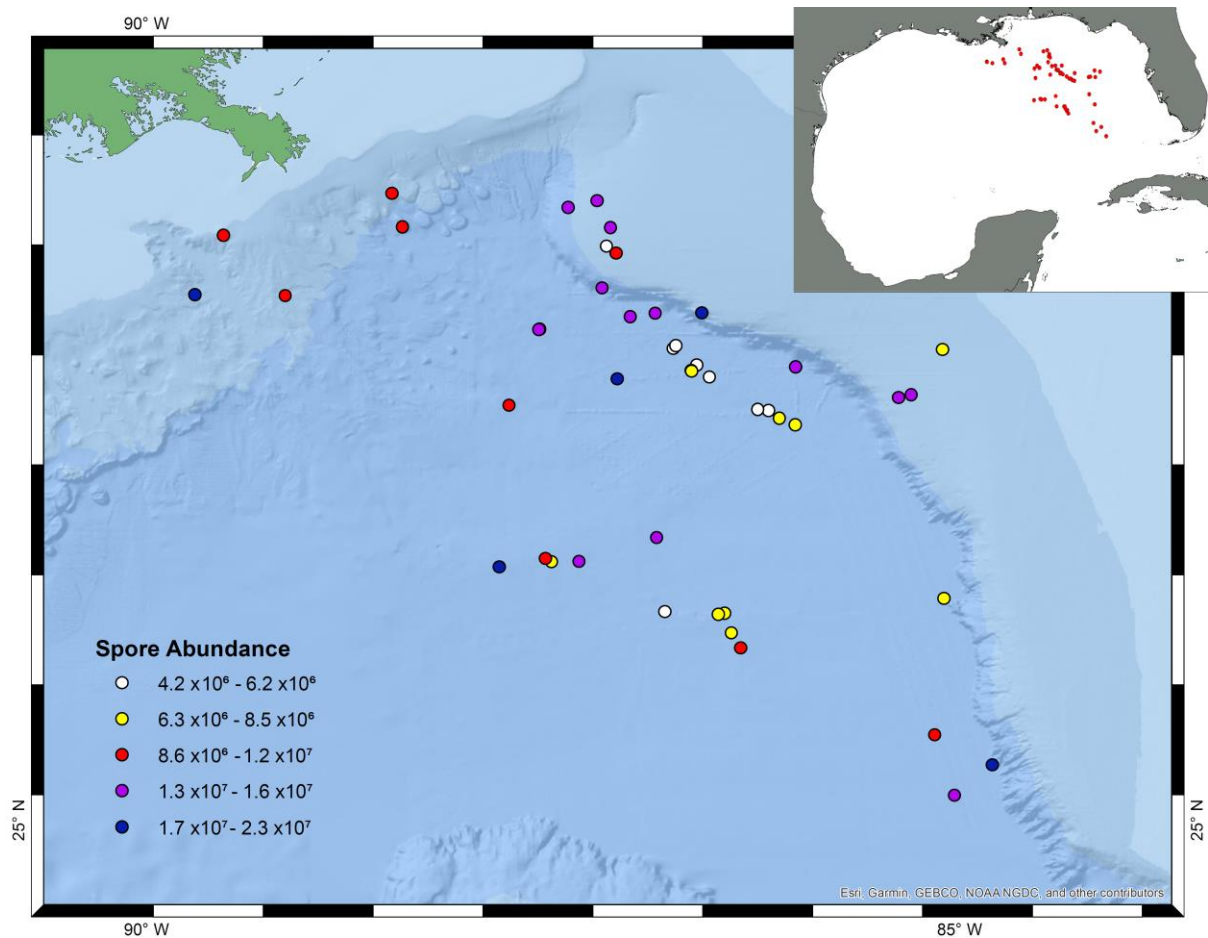 90° W
Spore Abundance
4.2 x10⁶ - 6.2 x10⁶
6.3 x10⁶ - 8.5 x10⁶
8.6 x10⁶ - 1.2 x10⁷
1.3 x10⁷ - 1.6 x10⁷
1.7 x10⁷ - 2.3 x10⁷
25° N
25° N
Esri, Garmin, GEBCO, NOAA NGDC, and other contributors
90° W
85° W